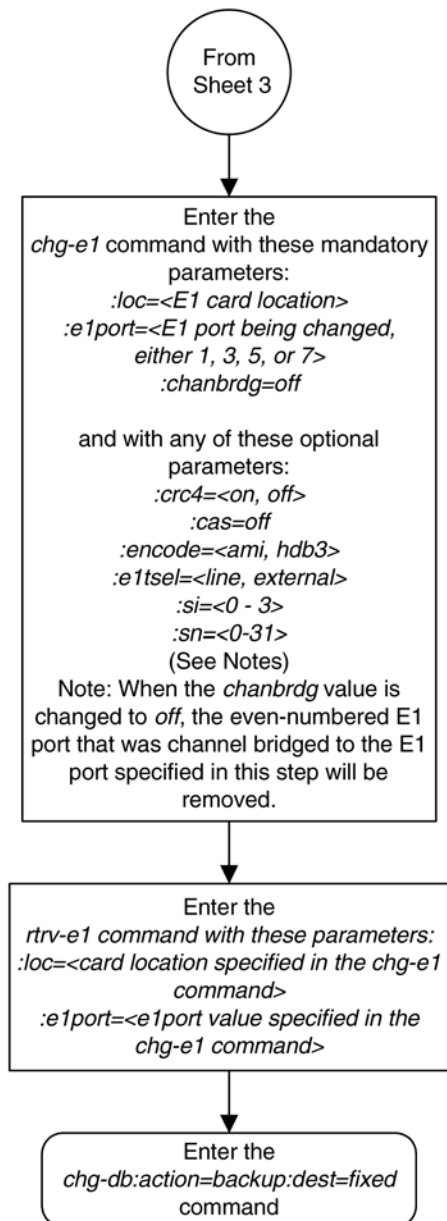 From
Sheet 3
Enter the
chg-e1 command with these mandatory
parameters:
:loc=<E1 card location>
:e1port=<E1 port being changed,
either 1, 3, 5, or 7>
:chanbrdg=off
and with any of these optional
parameters:
:crc4=<on, off>
:cas=off
:encode=<ami, hdb3>
:e1tsel=<line, external>
:si=<0 - 3>
:sn=<0-31>
(See Notes)
Note: When the chanbrdg value is
changed to off, the even-numbered E1
port that was channel bridged to the E1
port specified in this step will be
removed.
Enter the
rtrv-e1 command with these parameters:
:loc=<card location specified in the chg-e1
command>
:e1port=<e1port value specified in the
chg-e1 command>
Enter the
chg-db:action=backup:dest=fixed
command